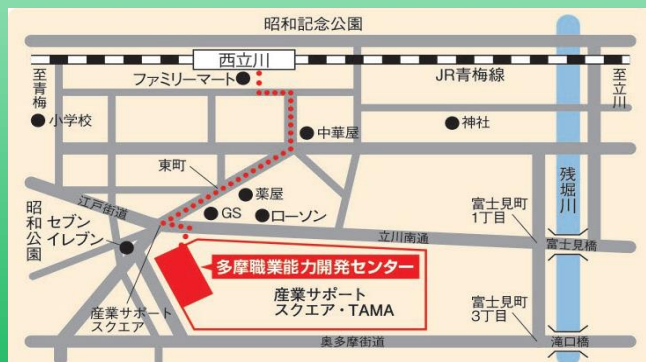 昭和記念公園
西立川
JR青梅線
至青梅
至立川
ファミリーマート
小学校
中華屋
神社
東町
残堀川
薬屋
江戸街道
GS
ローソン
富士見町
1丁目
昭和公園
セブン
イレブン
立川南通
富士見橋
多摩職業能力開発センター
産業サポート
スクエア・TAMA
産業サポート
スクエア
富士見町
3丁目
奥多摩街道
滝口橋